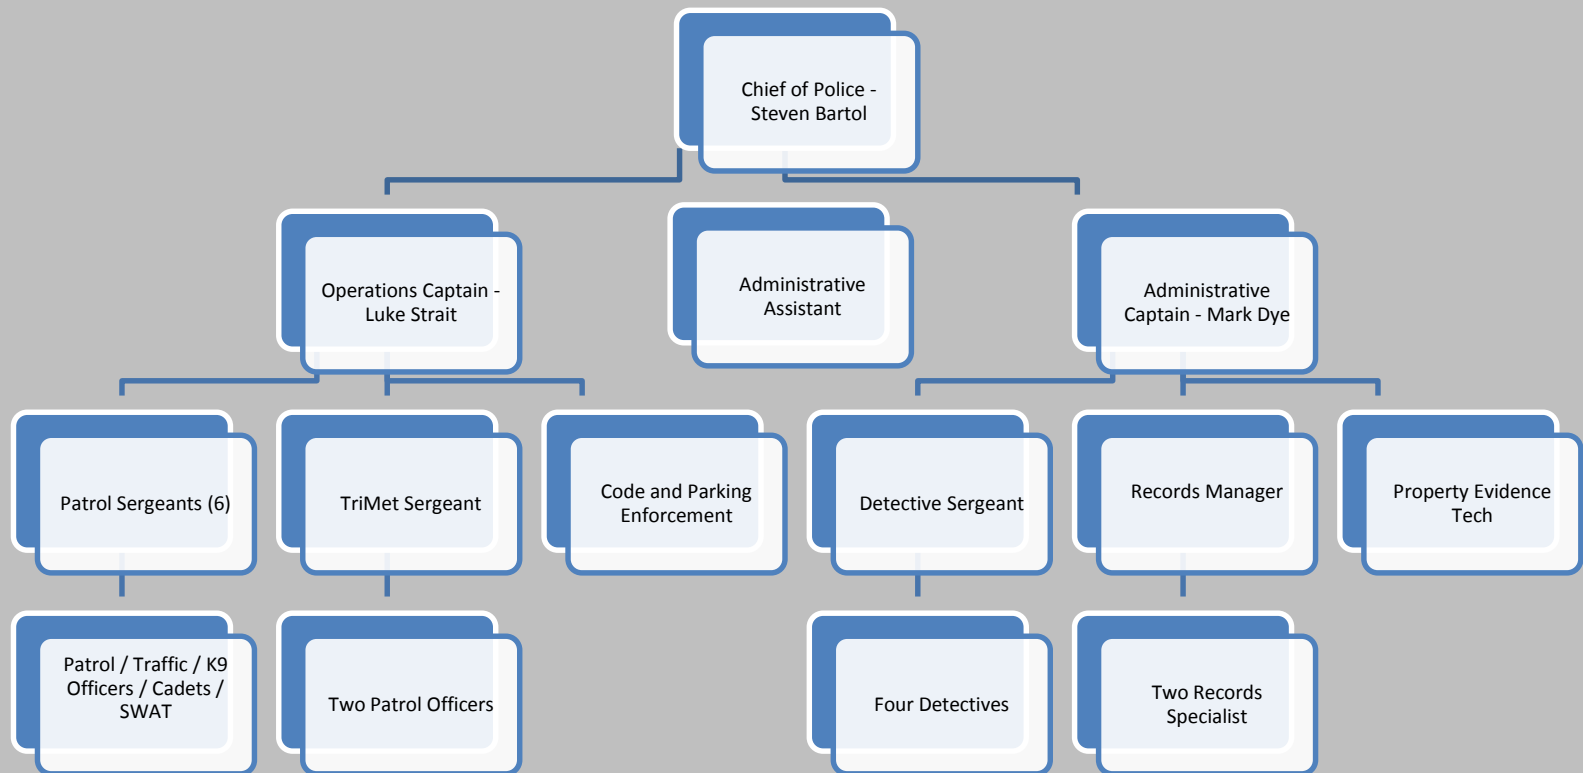 Chief of Police -
Steven Bartol
Operations Captain -
Luke Strait
Administrative
Assistant
Administrative
Captain - Mark Dye
Patrol Sergeants (6)
TriMet Sergeant
Code and Parking
Enforcement
Detective Sergeant
Records Manager
Property Evidence
Tech
Patrol / Traffic / K9
Officers / Cadets /
SWAT
Two Patrol Officers
Four Detectives
Two Records
Specialist